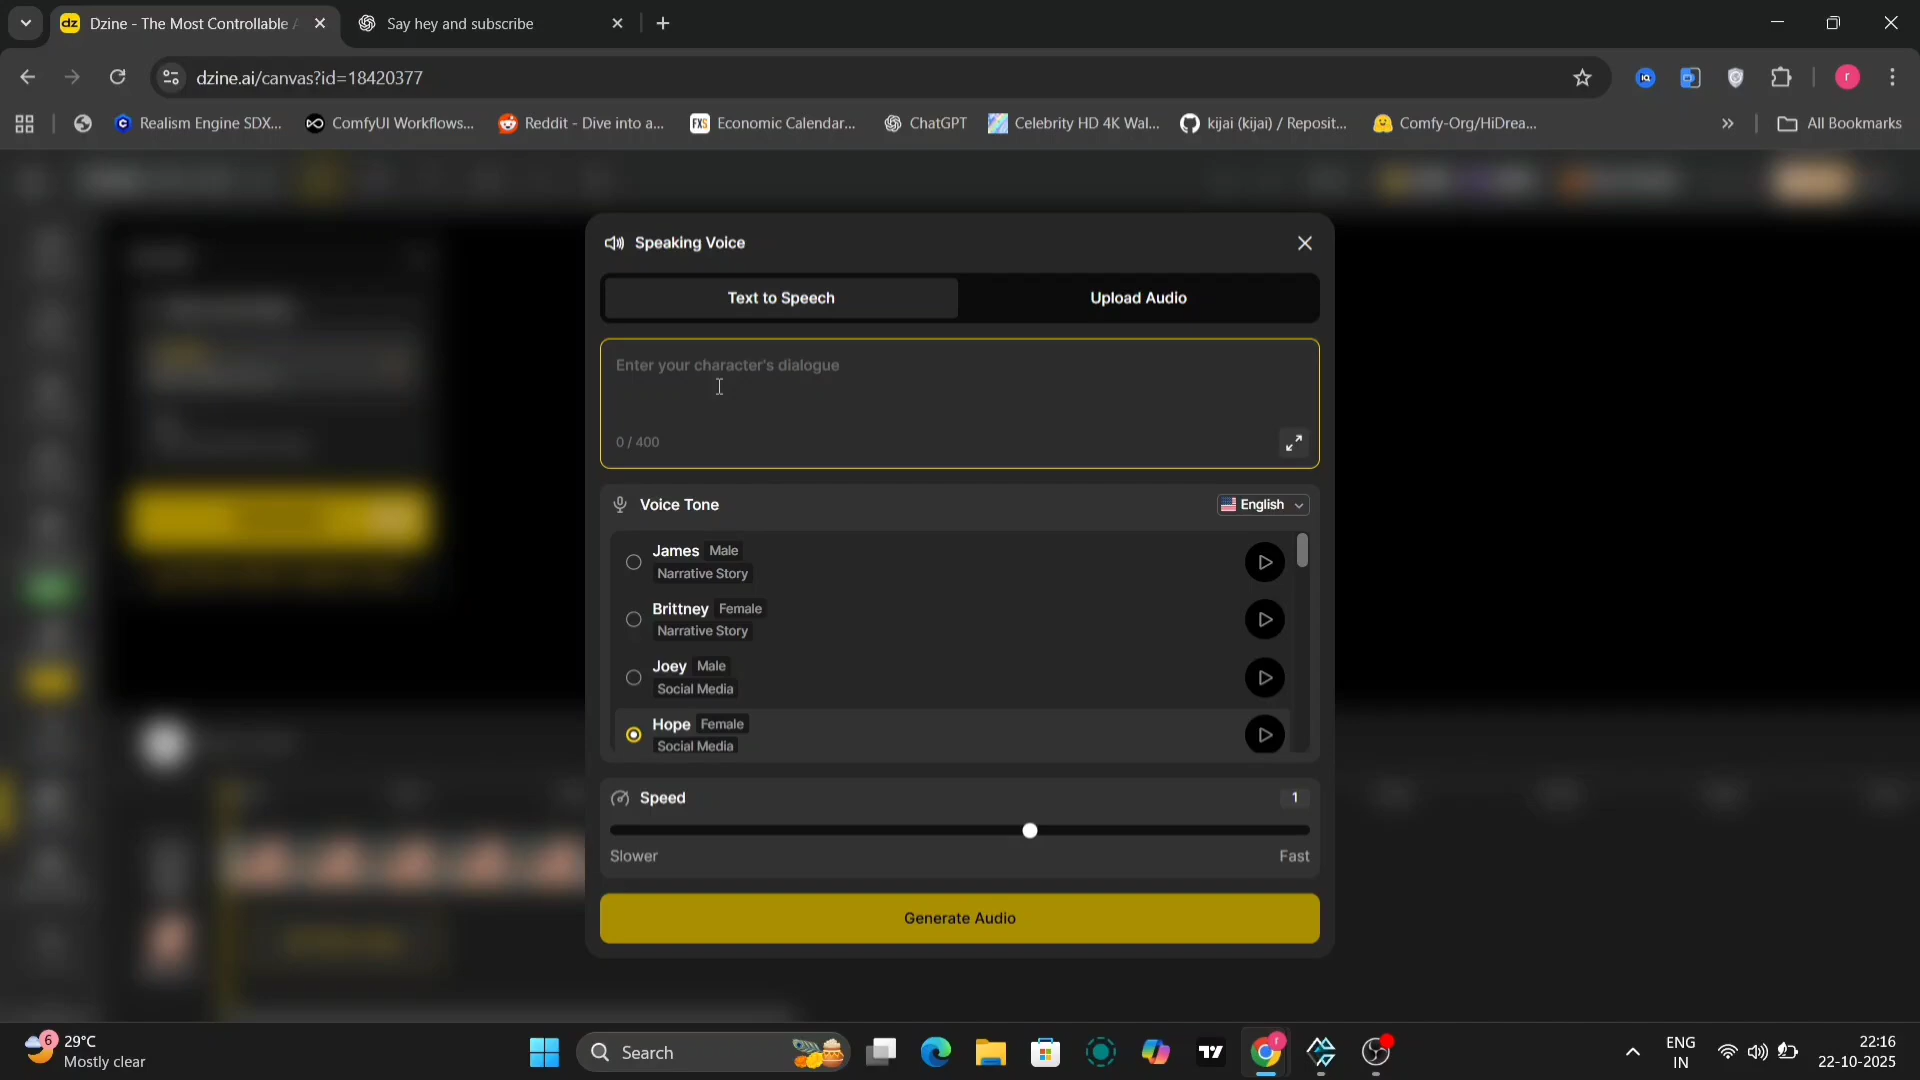 Dzine - The Most Controllable
Say hey and subscribe
dzine.ai/canvas?id=18420377
Realism Engine SDX...
ComfyUI Workflows...
Reddit - Dive into a...
Economic Calendar...
ChatGPT
Celebrity HD 4K Wal...
kijai (kijai) / Reposit...
Comfy-Org/HiDrea...
All Bookmarks
Speaking Voice
Text to Speech
Upload Audio
Enter your character's dialogue
0 / 400
Voice Tone
English
James Male
Narrative Story
Brittney Female
Narrative Story
Joey Male
Social Media
Hope Female
Social Media
Speed
1
Slower
Fast
Generate Audio
6
29°C
Mostly clear
Search
ENG
IN
22:16
22-10-2025